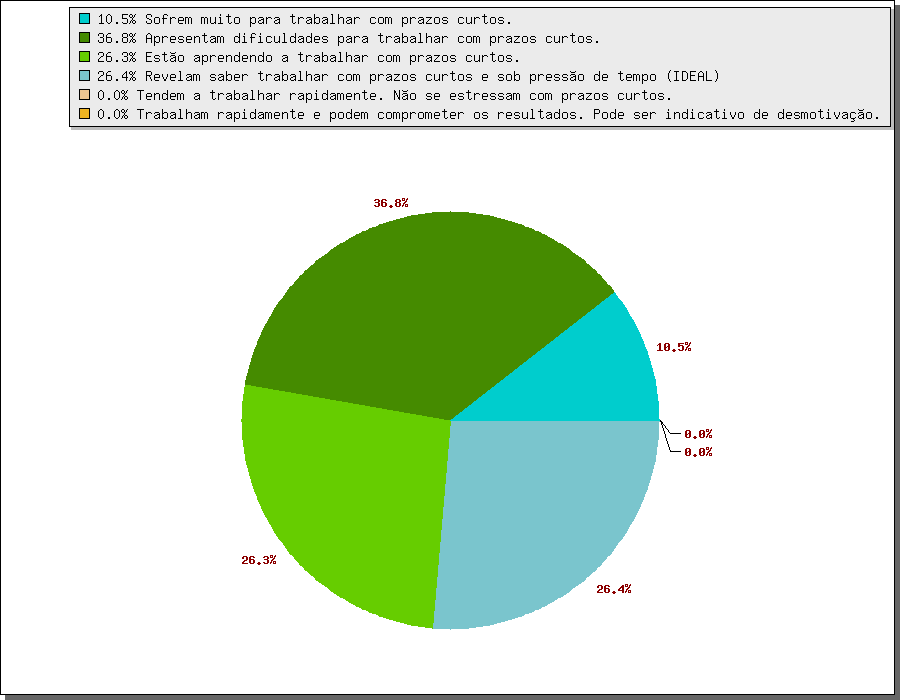 10.5% Sofrem muito para trabalhar com prazos curtos.
36.8% Apresentam dificuldades para trabalhar com prazos curtos.
26.3% Estão aprendendo a trabalhar com prazos curtos.
26.4% Revelam saber trabalhar com prazos curtos e sob pressão de tempo (IDEAL)
0.0% Tendem a trabalhar rapidamente. Não se estressam com prazos curtos.
0.0% Trabalham rapidamente e podem comprometer os resultados. Pode ser indicativo de desmotivação.
36.8%
10.5%
0.0%
0.0%
26.3%
26.4%